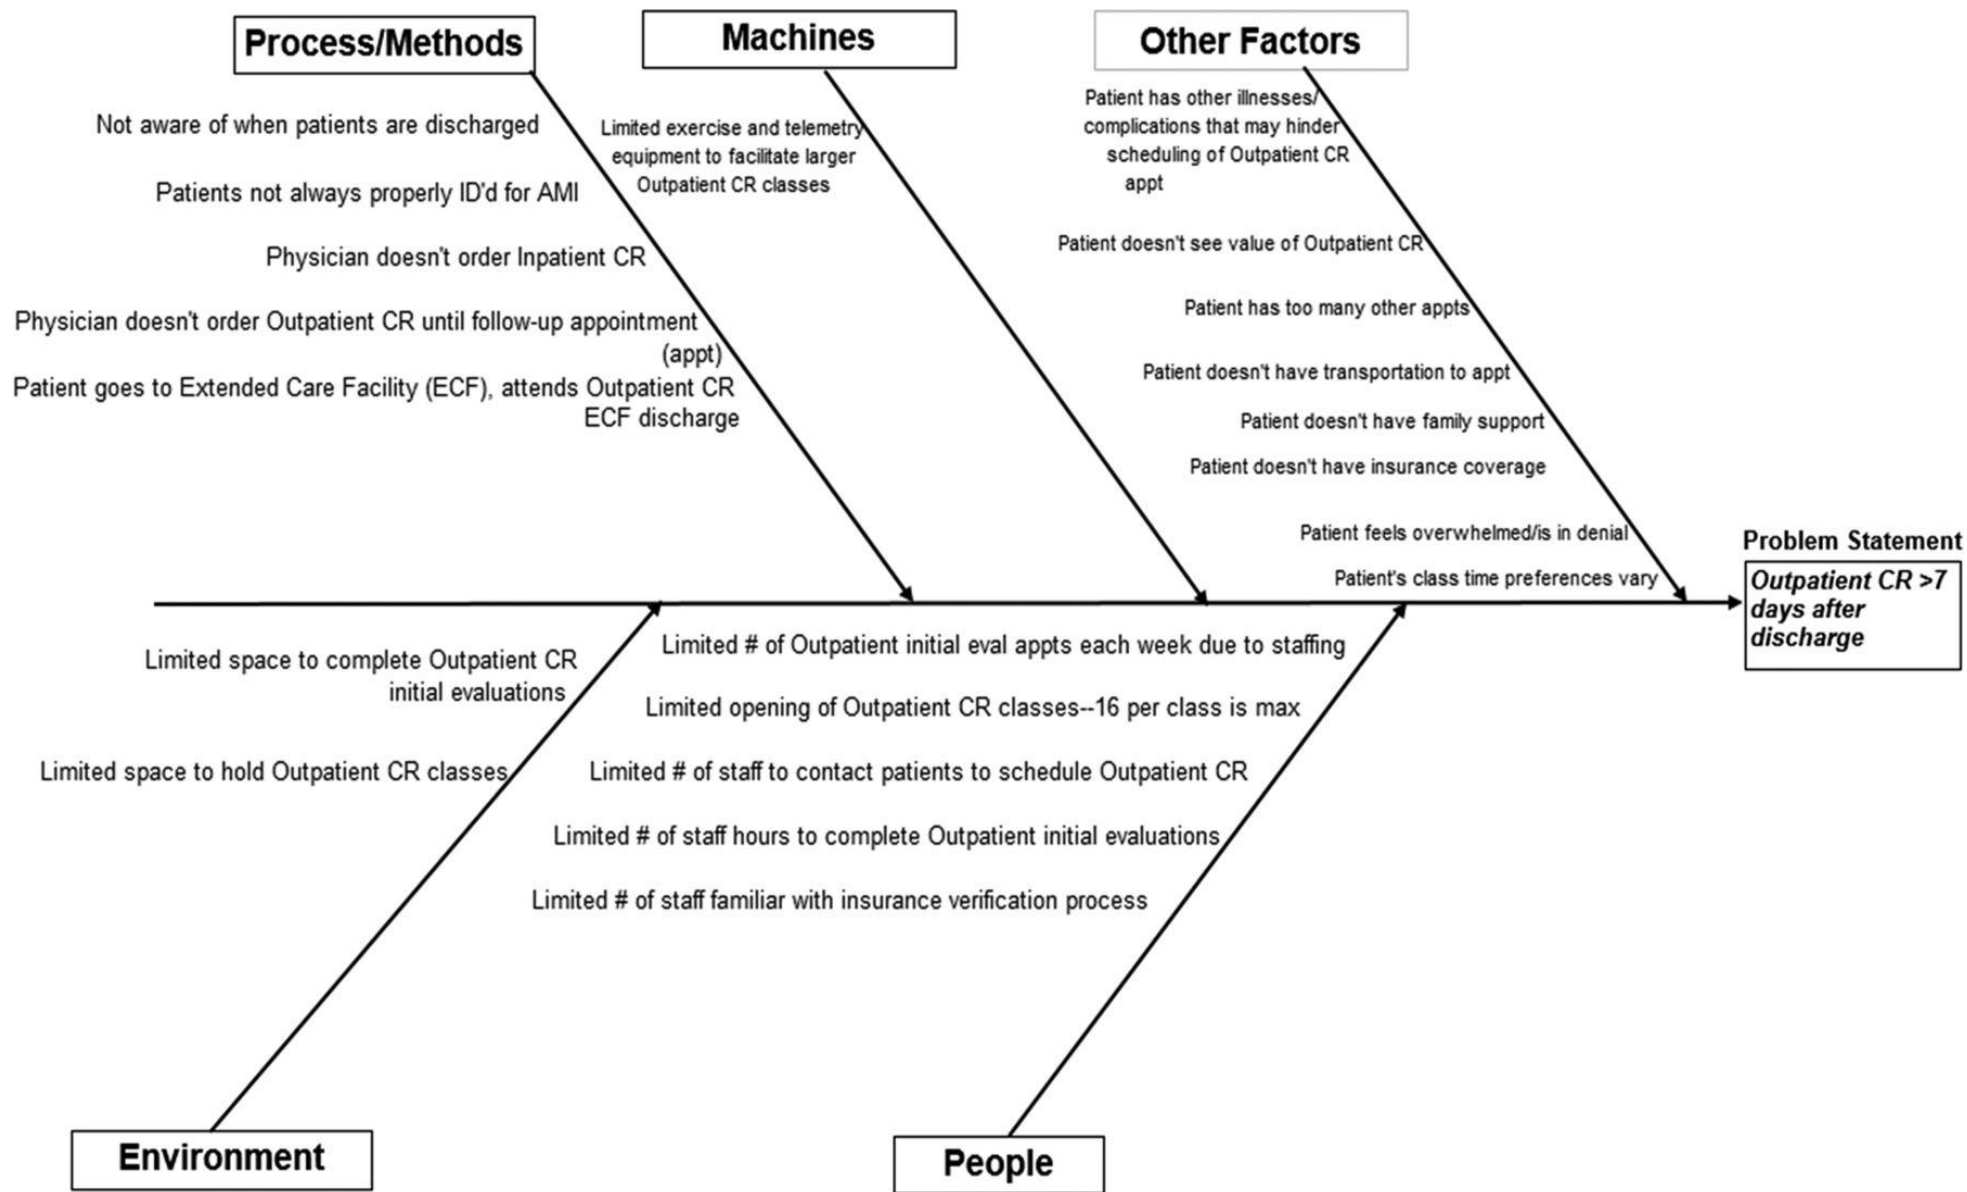 Process/Methods
Not aware of when patients are discharged
Patients not always properly ID'd for AMI
Physician doesn't order Inpatient CR
Physician doesn't order Outpatient CR until follow-up appointment
(appt)
Patient goes to Extended Care Facility (ECF), attends Outpatient CR
ECF discharge
Machines
Limited exercise and telemetry
equipment to facilitate larger
Outpatient CR classes
Other Factors
Patient has other illnesses/
complications that may hinder
scheduling of Outpatient CR
appt
Patient doesn't see value of Outpatient CR
Patient has too many other appts
Patient doesn't have transportation to appt
Patient doesn't have family support
Patient doesn't have insurance coverage
Patient feels overwhelmed/is in denial
Patient's class time preferences vary
Problem Statement
Outpatient CR >7
days after
discharge
Limited space to complete Outpatient CR
initial evaluations
Limited space to hold Outpatient CR classes
Environment
Limited # of Outpatient initial eval appts each week due to staffing
Limited opening of Outpatient CR classes--16 per class is max
Limited # of staff to contact patients to schedule Outpatient CR
Limited # of staff hours to complete Outpatient initial evaluations
Limited # of staff familiar with insurance verification process
People